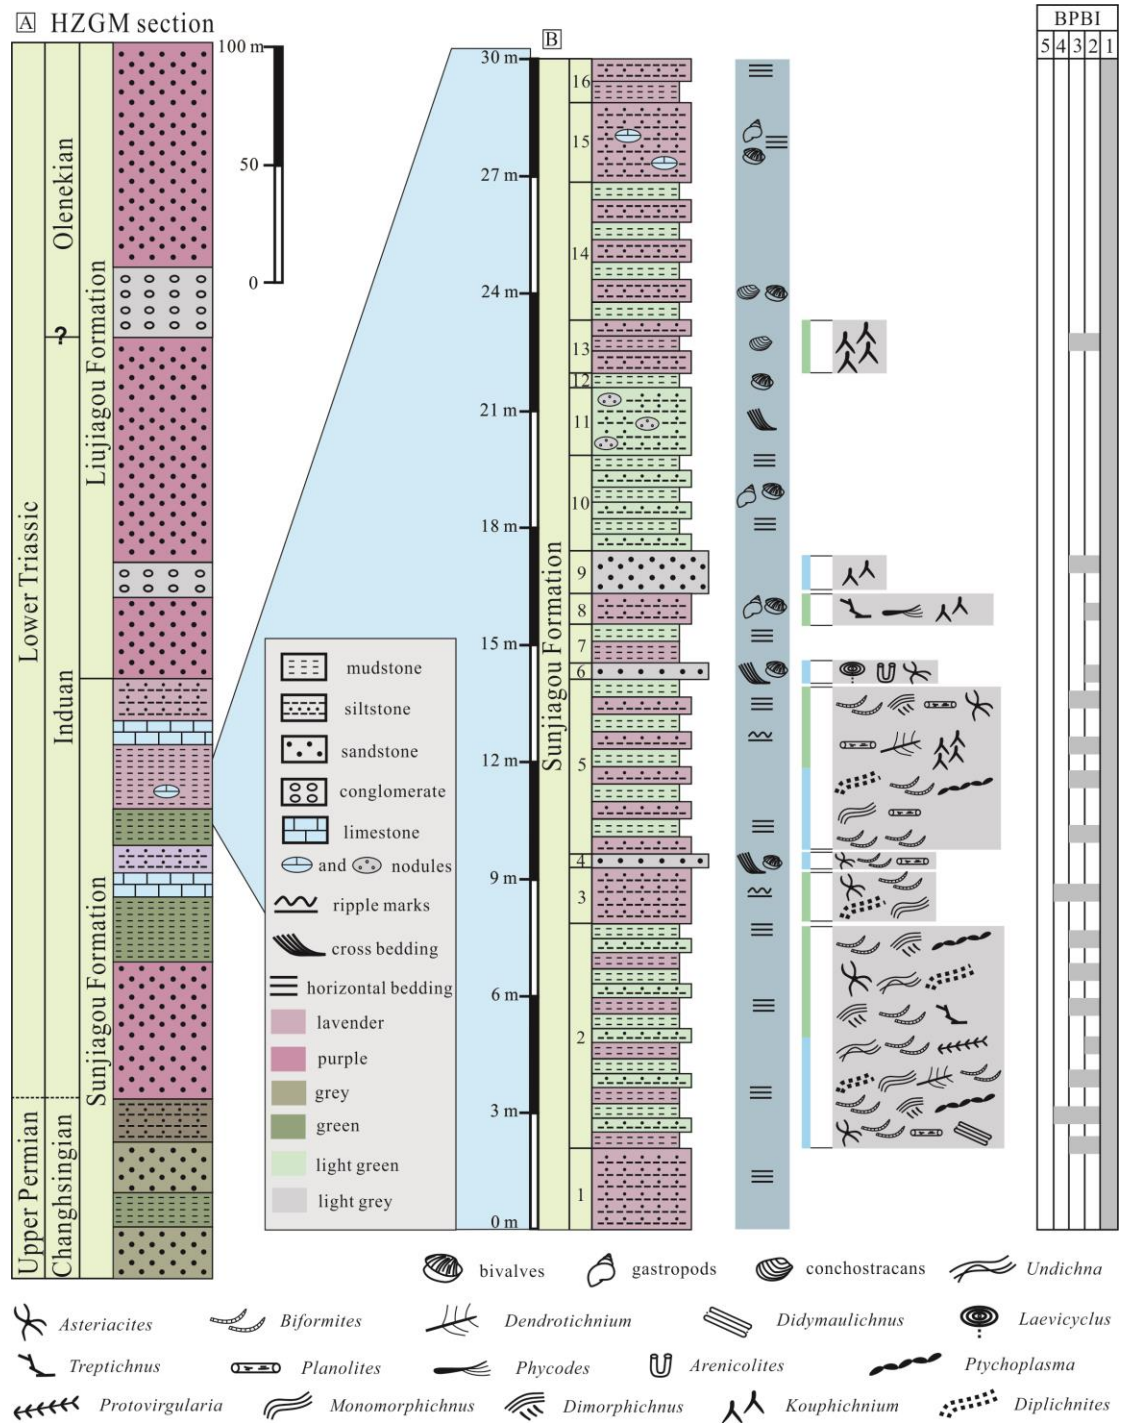 A HZGM section
100 m
50
0
Olenekian
?
Induan
Changhsingian
Lower Triassic
Upper Permian
Liujiagou Formation
Sunjiagou Formation
mudstone
siltstone
sandstone
conglomerate
limestone
and nodules
ripple marks
cross bedding
horizontal bedding
lavender
purple
grey
green
light green
light grey
B
30 m
27 m
24 m
21 m
18 m
15 m
12 m
9 m
6 m
3 m
0 m
Sunjiagou Formation
16
15
14
13
12
11
10
9
8
7
6
5
4
3
2
1
BPBI
5 4 3 2 1
bivalves gastropods conchostracans Undichna
Asteriacites Biformites Dendrotichnium Didymaulichnus Laevicyclus
Treptichnus Planolites Phycodes Arenicolites Ptychoplasma
Protovirgularia Monomorphichnus Dimorphichnus Kouphichnium Diplichnites